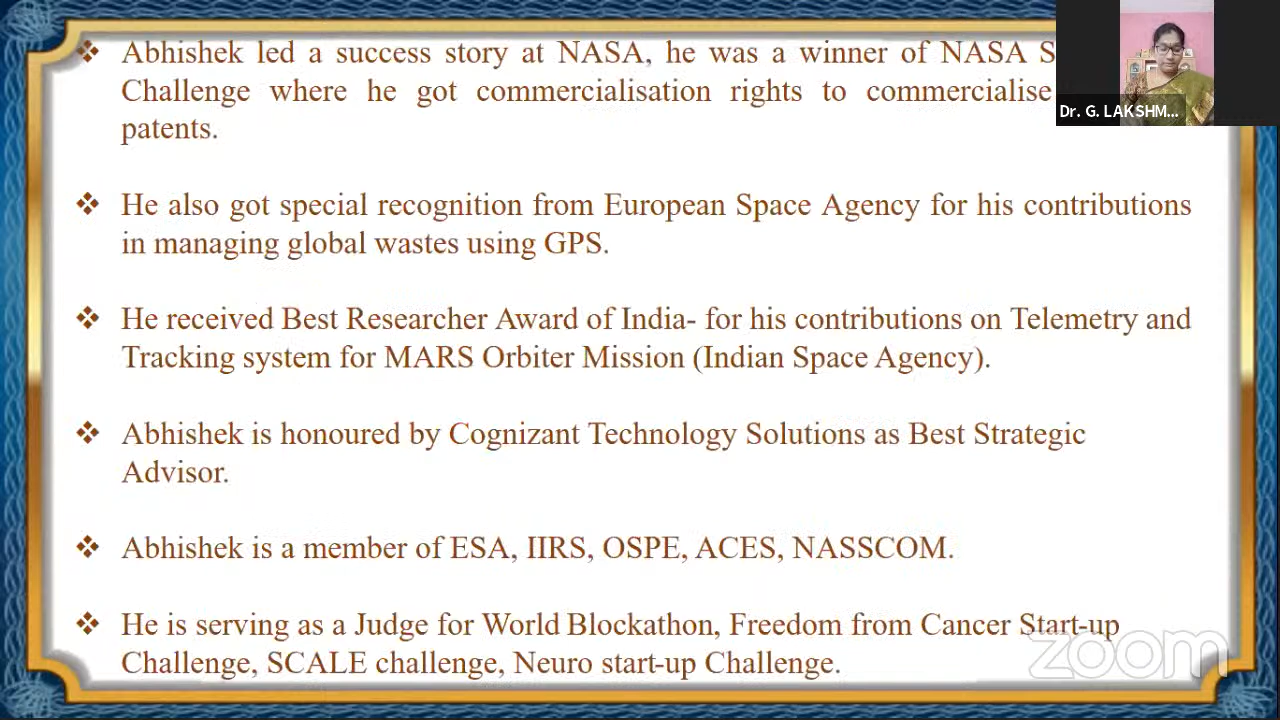 ❖ Abhishek led a success story at NASA, he was a winner of NASA S
Challenge where he got commercialisation rights to commercialise
patents.
❖ He also got special recognition from European Space Agency for his contributions
in managing global wastes using GPS.
❖ He received Best Researcher Award of India- for his contributions on Telemetry and
Tracking system for MARS Orbiter Mission (Indian Space Agency).
❖ Abhishek is honoured by Cognizant Technology Solutions as Best Strategic
Advisor.
❖ Abhishek is a member of ESA, IIRS, OSPE, ACES, NASSCOM.
❖ He is serving as a Judge for World Blockathon, Freedom from Cancer Start-up
Challenge, SCALE challenge, Neuro start-up Challenge.
Dr. G. LAKSHM...
zoom